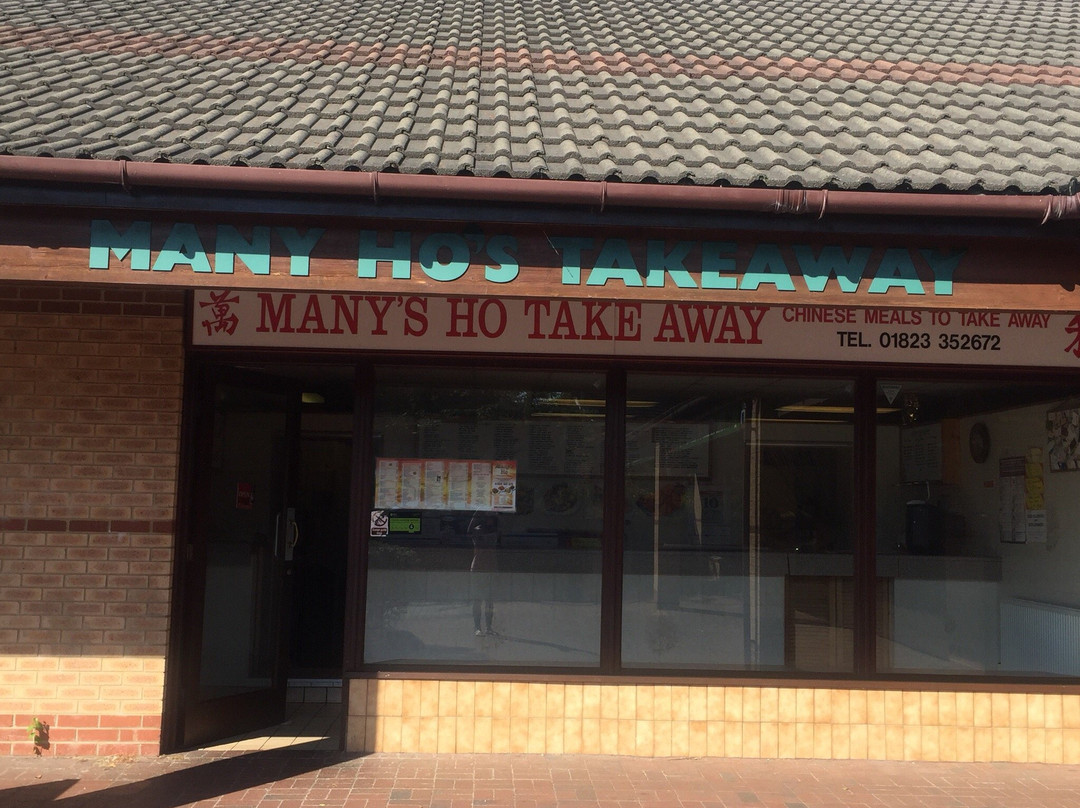 MANY HO'S TAKEAWAY
萬 MANY'S HO TAKE AWAY
CHINESE MEALS TO TAKE AWAY
TEL. 01823 352672